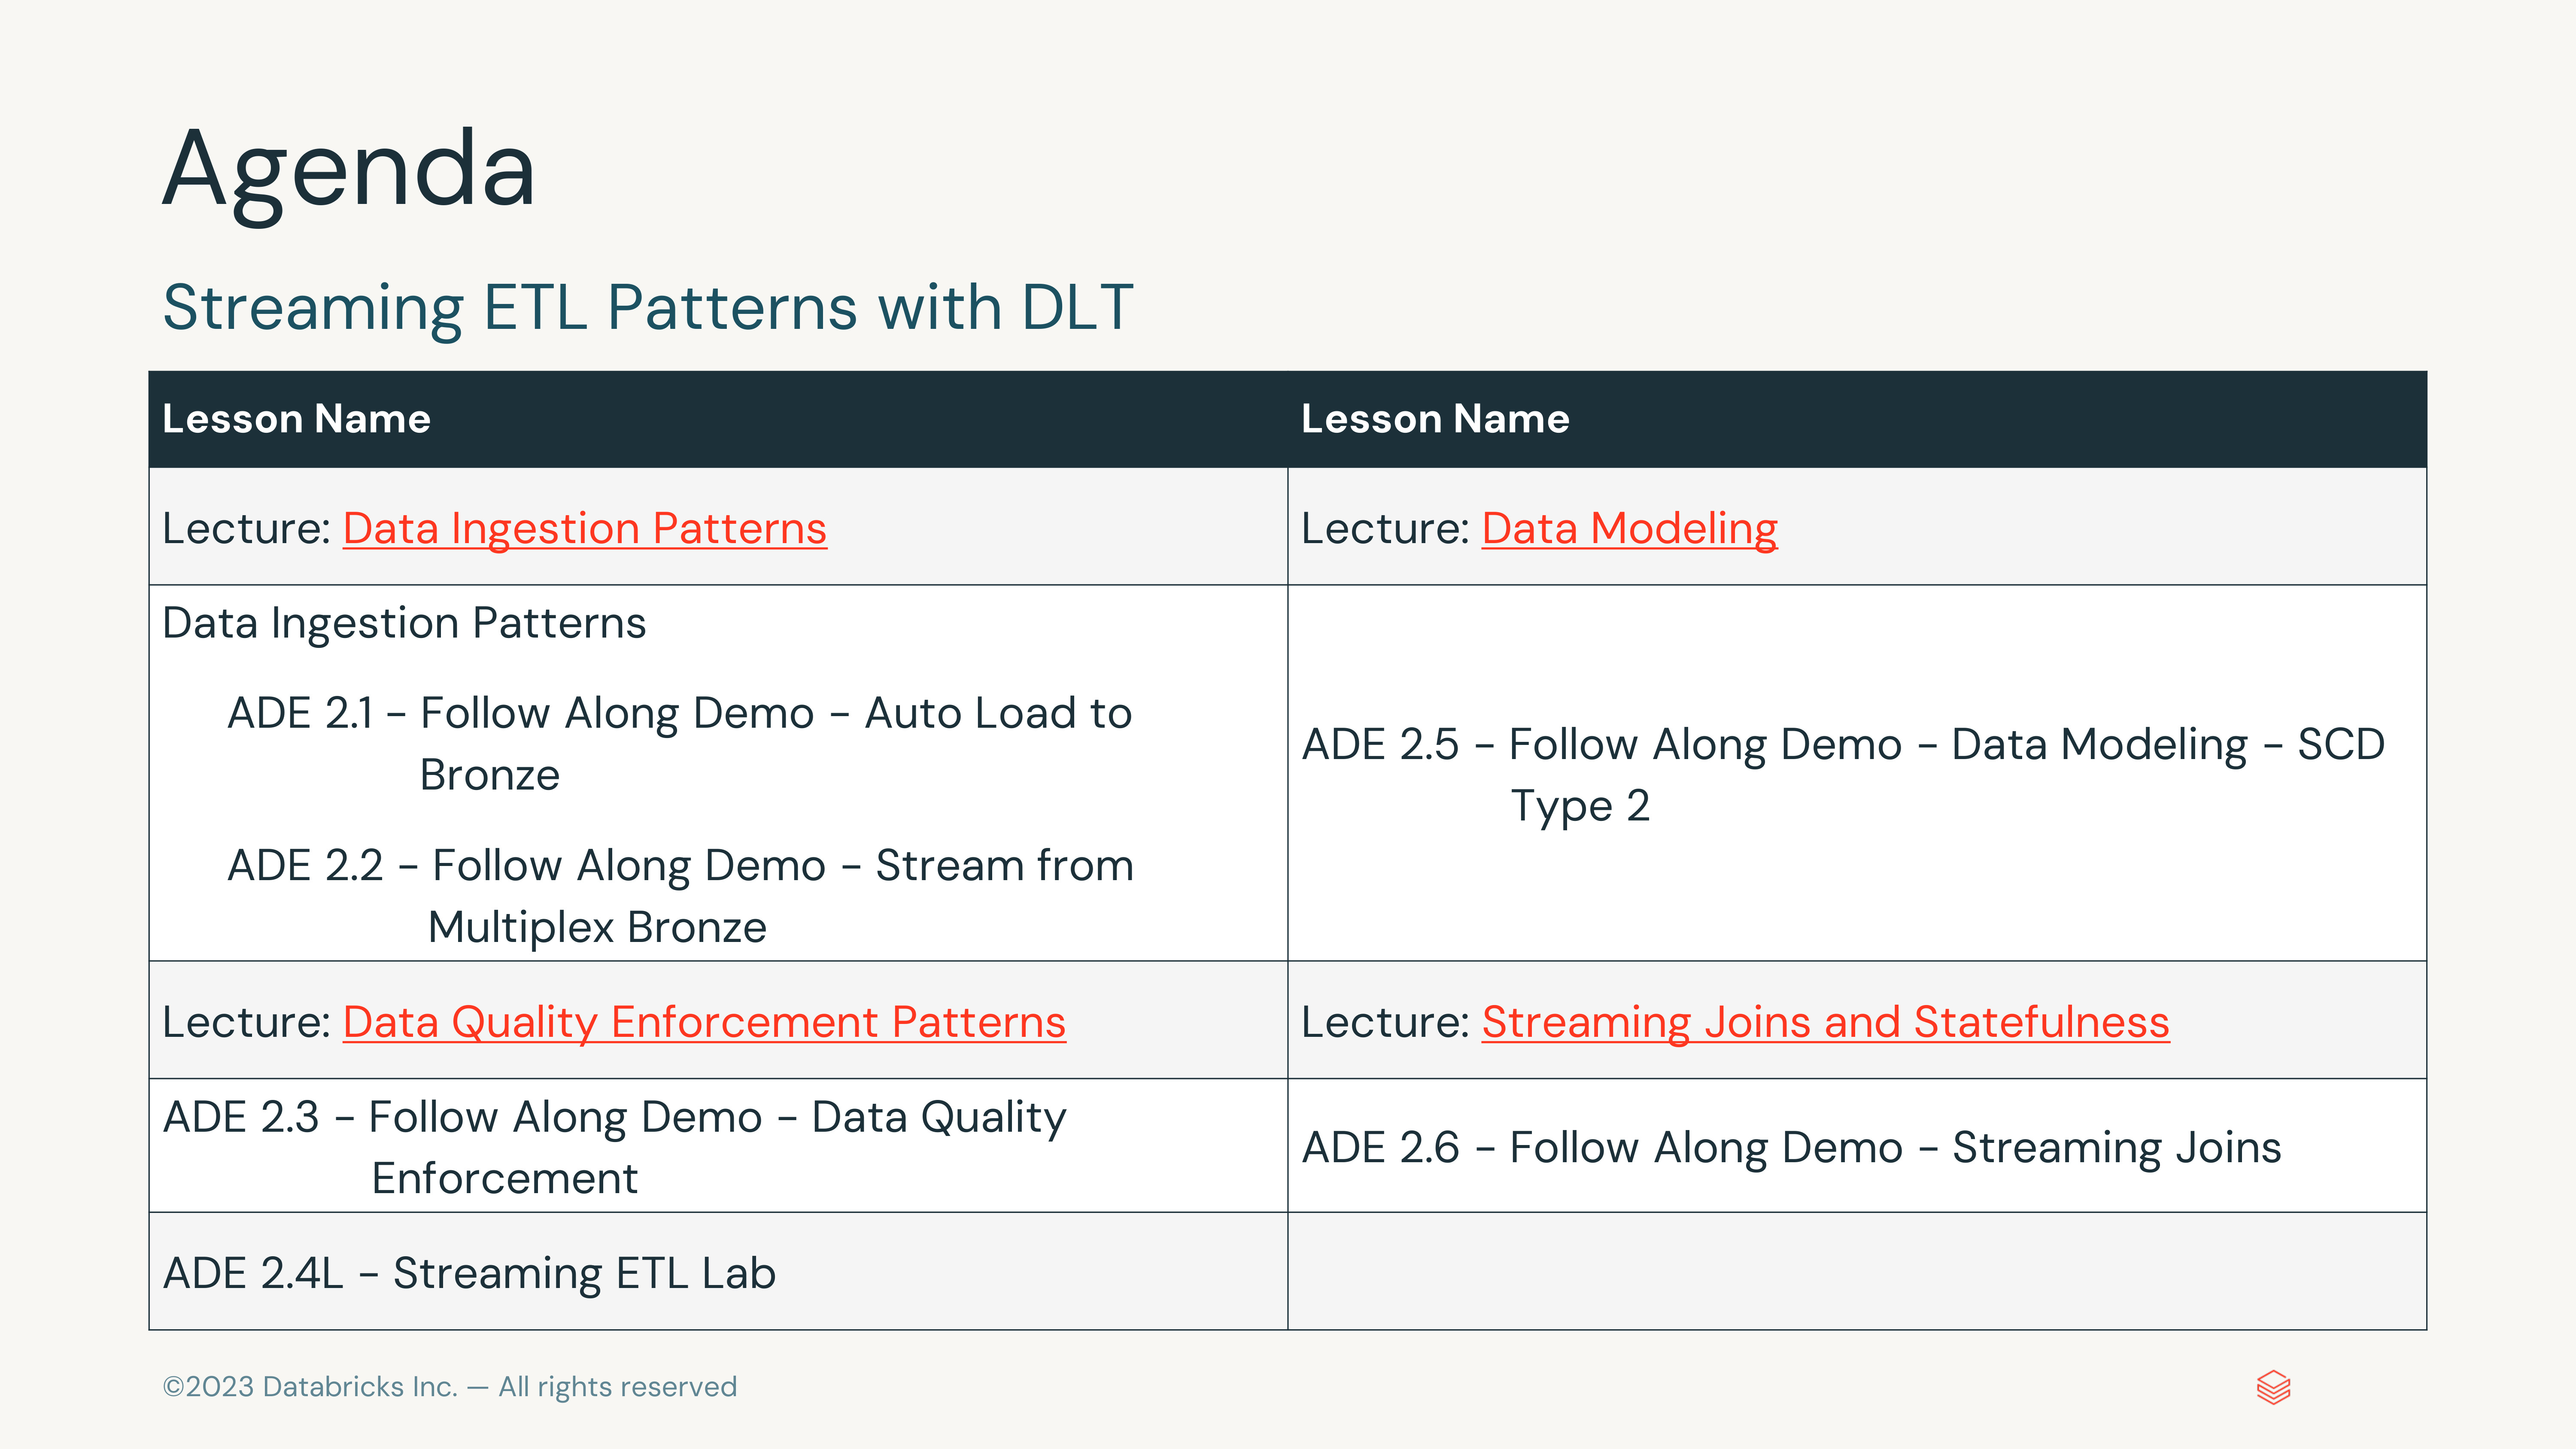 Agenda
Streaming ETL Patterns with DLT
Lesson Name
Lesson Name
Lecture: Data Ingestion Patterns
Lecture: Data Modeling
Data Ingestion Patterns
ADE 2.1 – Follow Along Demo – Auto Load to
Bronze
ADE 2.2 – Follow Along Demo – Stream from
Multiplex Bronze
ADE 2.5 – Follow Along Demo – Data Modeling – SCD
Type 2
Lecture: Data Quality Enforcement Patterns
Lecture: Streaming Joins and Statefulness
ADE 2.3 – Follow Along Demo – Data Quality
Enforcement
ADE 2.6 – Follow Along Demo – Streaming Joins
ADE 2.4L – Streaming ETL Lab
©2023 Databricks Inc. — All rights reserved